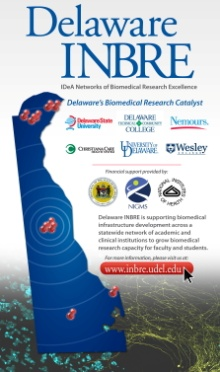 Delaware
INBRE
IDeA Networks of Biomedical Research Excellence
Delaware's Biomedical Research Catalyst
Delaware State
University
DELAWARE
TECHNICAL & COMMUNITY
COLLEGE
Nemours.
CHRISTIANA CARE
UNIVERSITY OF
DELAWARE
Wesley
Financial support provided by:
NIGMS
Delaware INBRE is supporting biomedical
infrastructure development across a
statewide network of academic and
clinical institutions to grow biomedical
research capacity for faculty and students.
For more information, please visit us at:
www.inbre.udel.edu